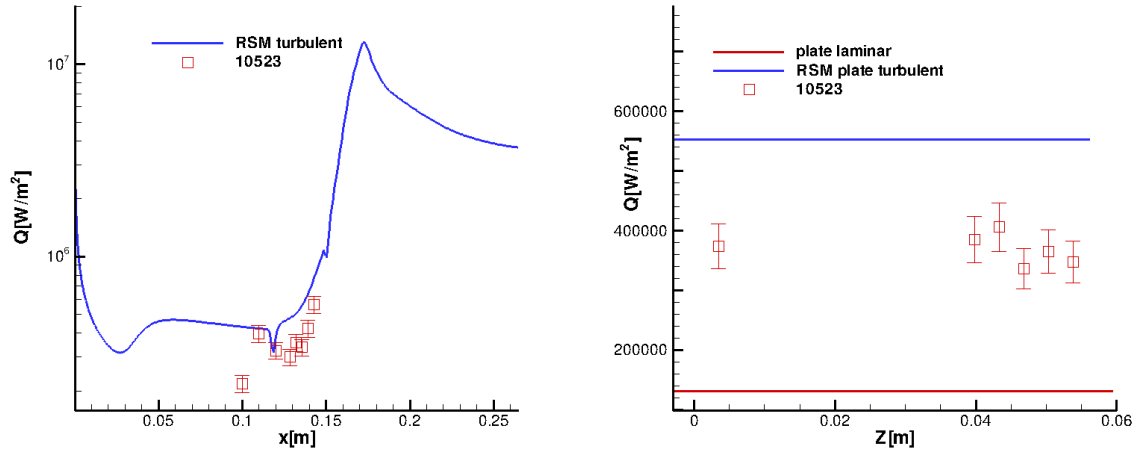 RSM turbulent
10523
10⁷
10⁶
Q[W/m²]
0.05
0.1
0.15
0.2
0.25
x[m]
plate laminar
RSM plate turbulent
10523
600000
400000
200000
Q[W/m²]
0
0.02
0.04
0.06
Z[m]